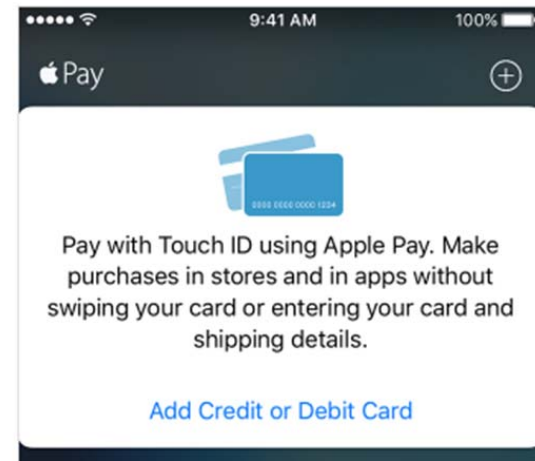 9:41 AM 100%
Pay
0000 0000 0000 1234
Pay with Touch ID using Apple Pay. Make
purchases in stores and in apps without
swiping your card or entering your card and
shipping details.
Add Credit or Debit Card